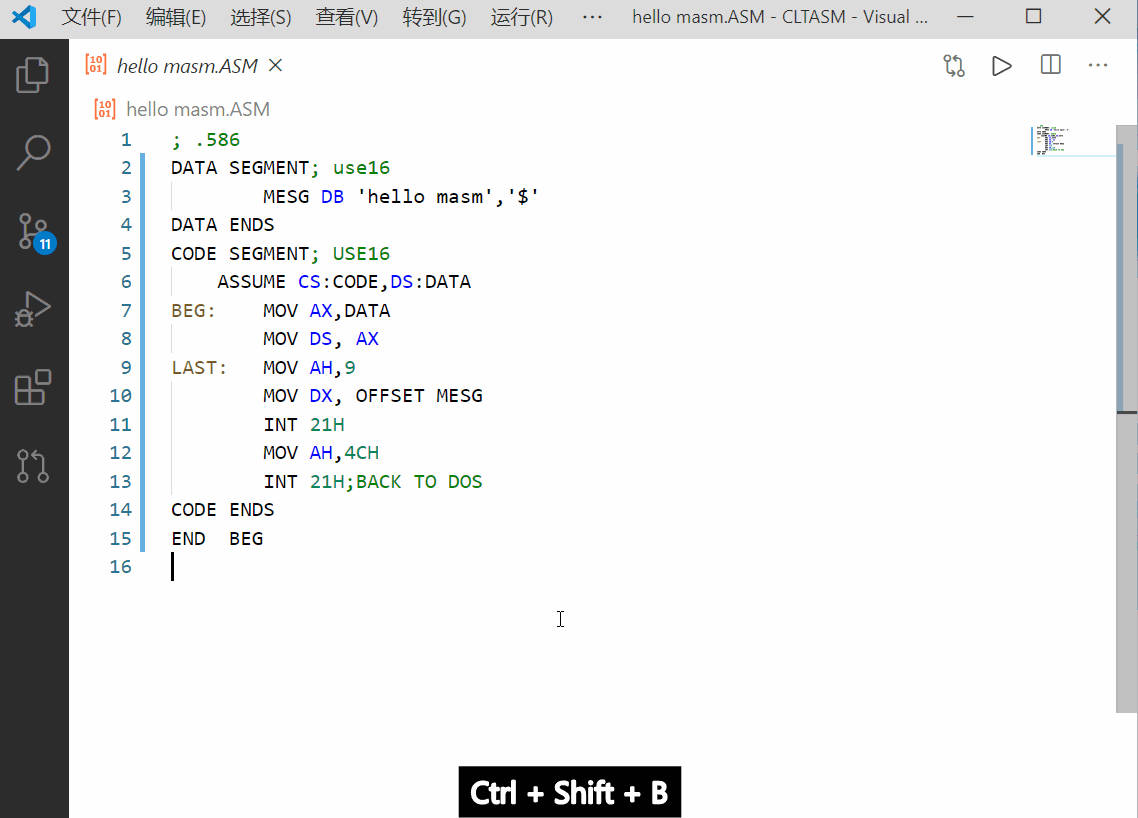 文件(F) 编辑(E) 选择(S) 查看(V) 转到(G) 运行(R) ··· hello masm.ASM - CLTASM - Visual ...
hello masm.ASM
hello masm.ASM
1 ; .586
2 DATA SEGMENT; use16
3 MESG DB 'hello masm','$'
4 DATA ENDS
5 CODE SEGMENT; USE16
6 ASSUME CS:CODE,DS:DATA
7 BEG: MOV AX,DATA
8 MOV DS, AX
9 LAST: MOV AH,9
10 MOV DX, OFFSET MESG
11 INT 21H
12 MOV AH,4CH
13 INT 21H;BACK TO DOS
14 CODE ENDS
15 END BEG
16
11
Ctrl + Shift + B